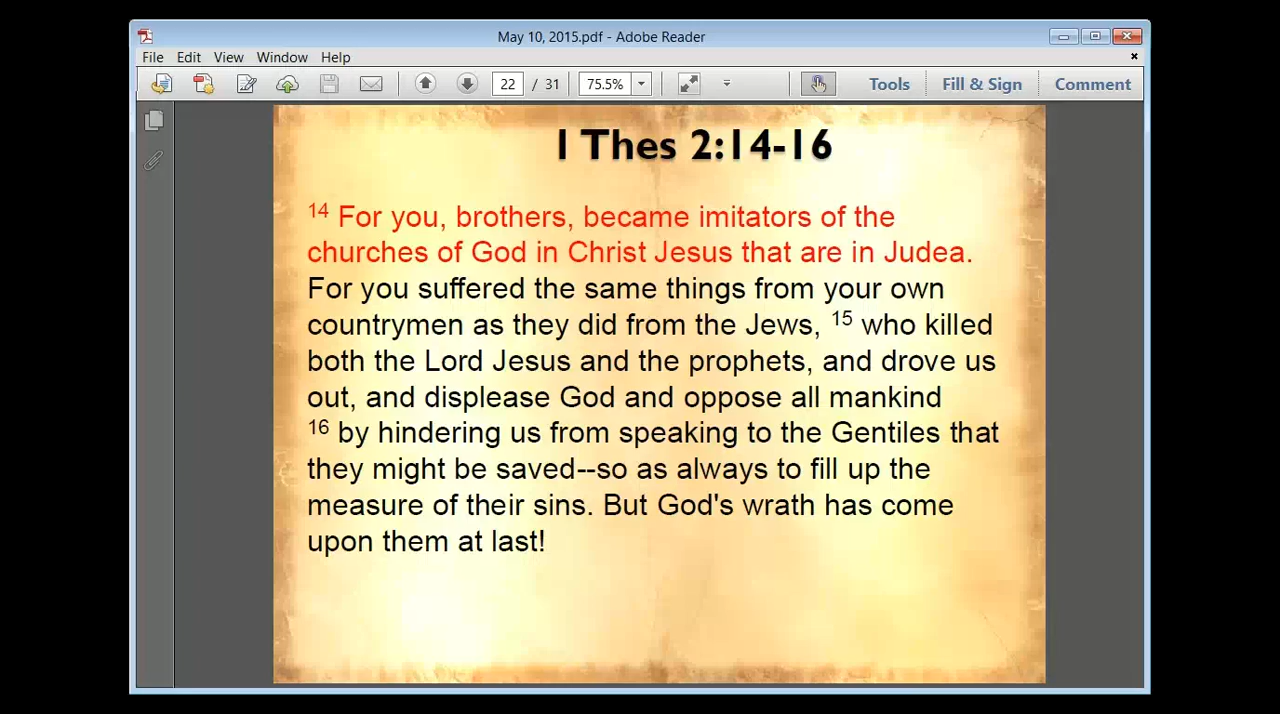 May 10, 2015.pdf - Adobe Reader
File Edit View Window Help
22 / 31 75.5% Tools Fill & Sign Comment
1 Thes 2:14-16
14 For you, brothers, became imitators of the
churches of God in Christ Jesus that are in Judea.
For you suffered the same things from your own
countrymen as they did from the Jews, 15 who killed
both the Lord Jesus and the prophets, and drove us
out, and displease God and oppose all mankind
16 by hindering us from speaking to the Gentiles that
they might be saved--so as always to fill up the
measure of their sins. But God's wrath has come
upon them at last!